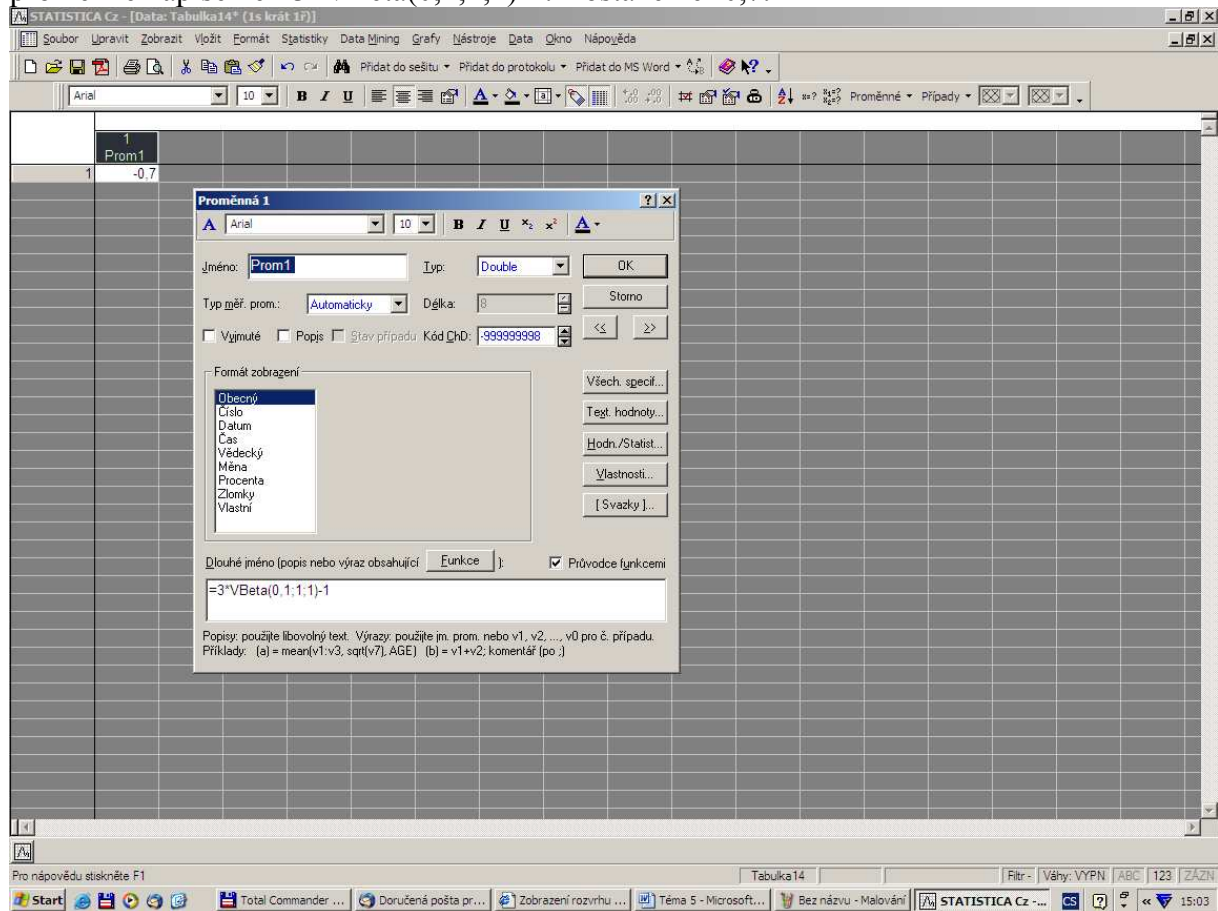 STATISTICA Cz - [Data: Tabulka14* (1s krát 1ř)]
Soubor Upravit Zobrazit Vložit Formát Statistiky Data Mining Grafy Nástroje Data Okno Nápověda
Přidat do sešitu Přidat do protokolu Přidat do MS Word
Arial 10 B I U Proměnné Případy
1
Prom1
1 -0,7
Proměnná 1
Arial 10 B I U x₂ x² A
Jméno: Prom1 Typ: Double OK
Typ měř. prom.: Automaticky Délka: 8 Storno
Vyjmuté Popis Stav případu Kód ChD: -999999998 << >>
Formát zobrazení
Všech. specif...
Obecný
Číslo
Text. hodnoty...
Datum
Čas
Hodn./Statist...
Vědecký
Měna
Vlastnosti...
Procenta
Zlomky
[ Svazky ]...
Vlastní
Dlouhé jméno (popis nebo výraz obsahující Funkce ): Průvodce funkcemi
=3*VBeta(0,1;1;1)-1
Popisy: použijte libovolný text. Výrazy: použijte jm. prom. nebo v1, v2, ..., v0 pro č. případu.
Příklady: (a) = mean(v1:v3, sqrt(v7), AGE) (b) = v1+v2; komentář (po ;)
Pro nápovědu stiskněte F1 Tabulka14 Filtr - Váhy: VYPN ABC 123 ZÁZN
Start Total Commander ... Doručená pošta pr... Zobrazení rozvrhu ... Téma 5 - Microsoft... Bez názvu - Malování STATISTICA Cz -... CS 15:03